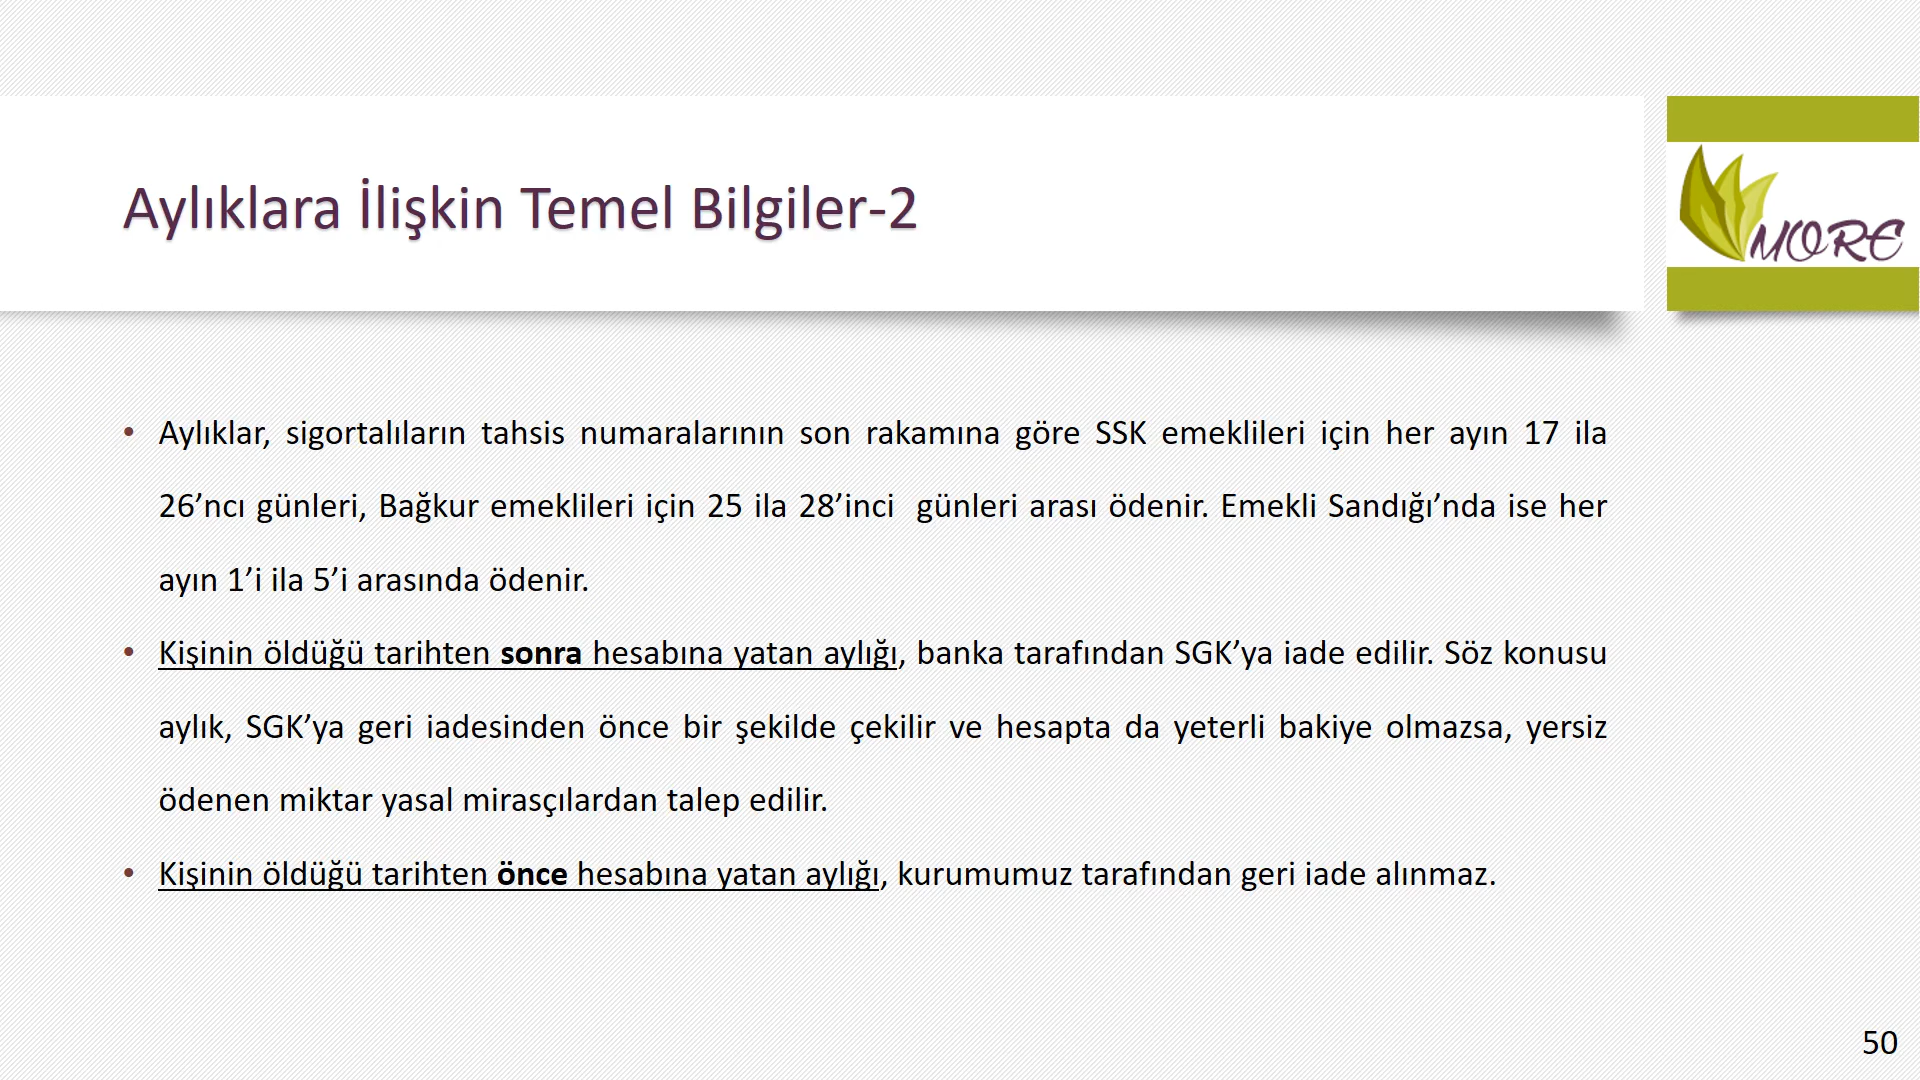 Aylıklara İlişkin Temel Bilgiler-2
MORE
• Aylıklar, sigortalıların tahsis numaralarının son rakamına göre SSK emeklileri için her ayın 17 ila
26’ncı günleri, Bağkur emeklileri için 25 ila 28’inci  günleri arası ödenir. Emekli Sandığı’nda ise her
ayın 1’i ila 5’i arasında ödenir.
• Kişinin öldüğü tarihten sonra hesabına yatan aylığı, banka tarafından SGK’ya iade edilir. Söz konusu
aylık, SGK’ya geri iadesinden önce bir şekilde çekilir ve hesapta da yeterli bakiye olmazsa, yersiz
ödenen miktar yasal mirasçılardan talep edilir.
• Kişinin öldüğü tarihten önce hesabına yatan aylığı, kurumumuz tarafından geri iade alınmaz.
50